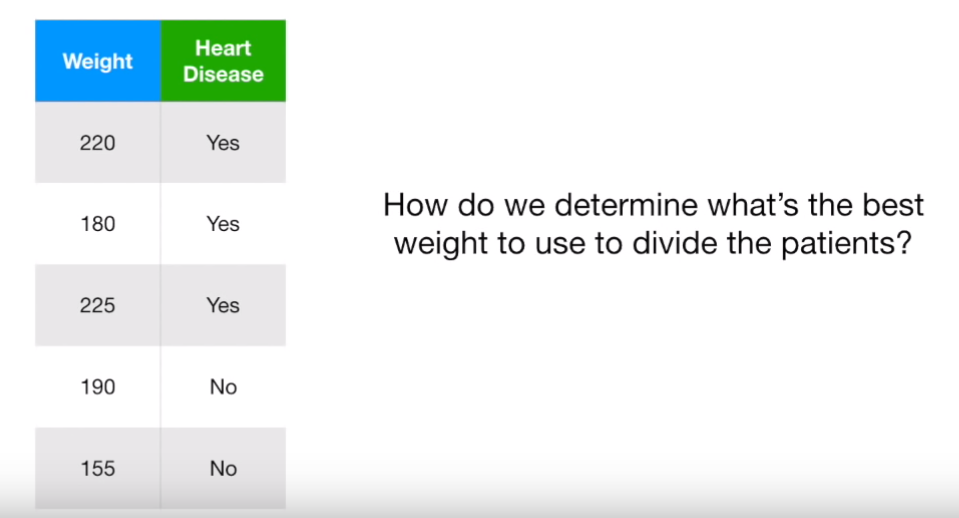 Weight Heart Disease
220 Yes
180 Yes
225 Yes
190 No
155 No
How do we determine what’s the best
weight to use to divide the patients?